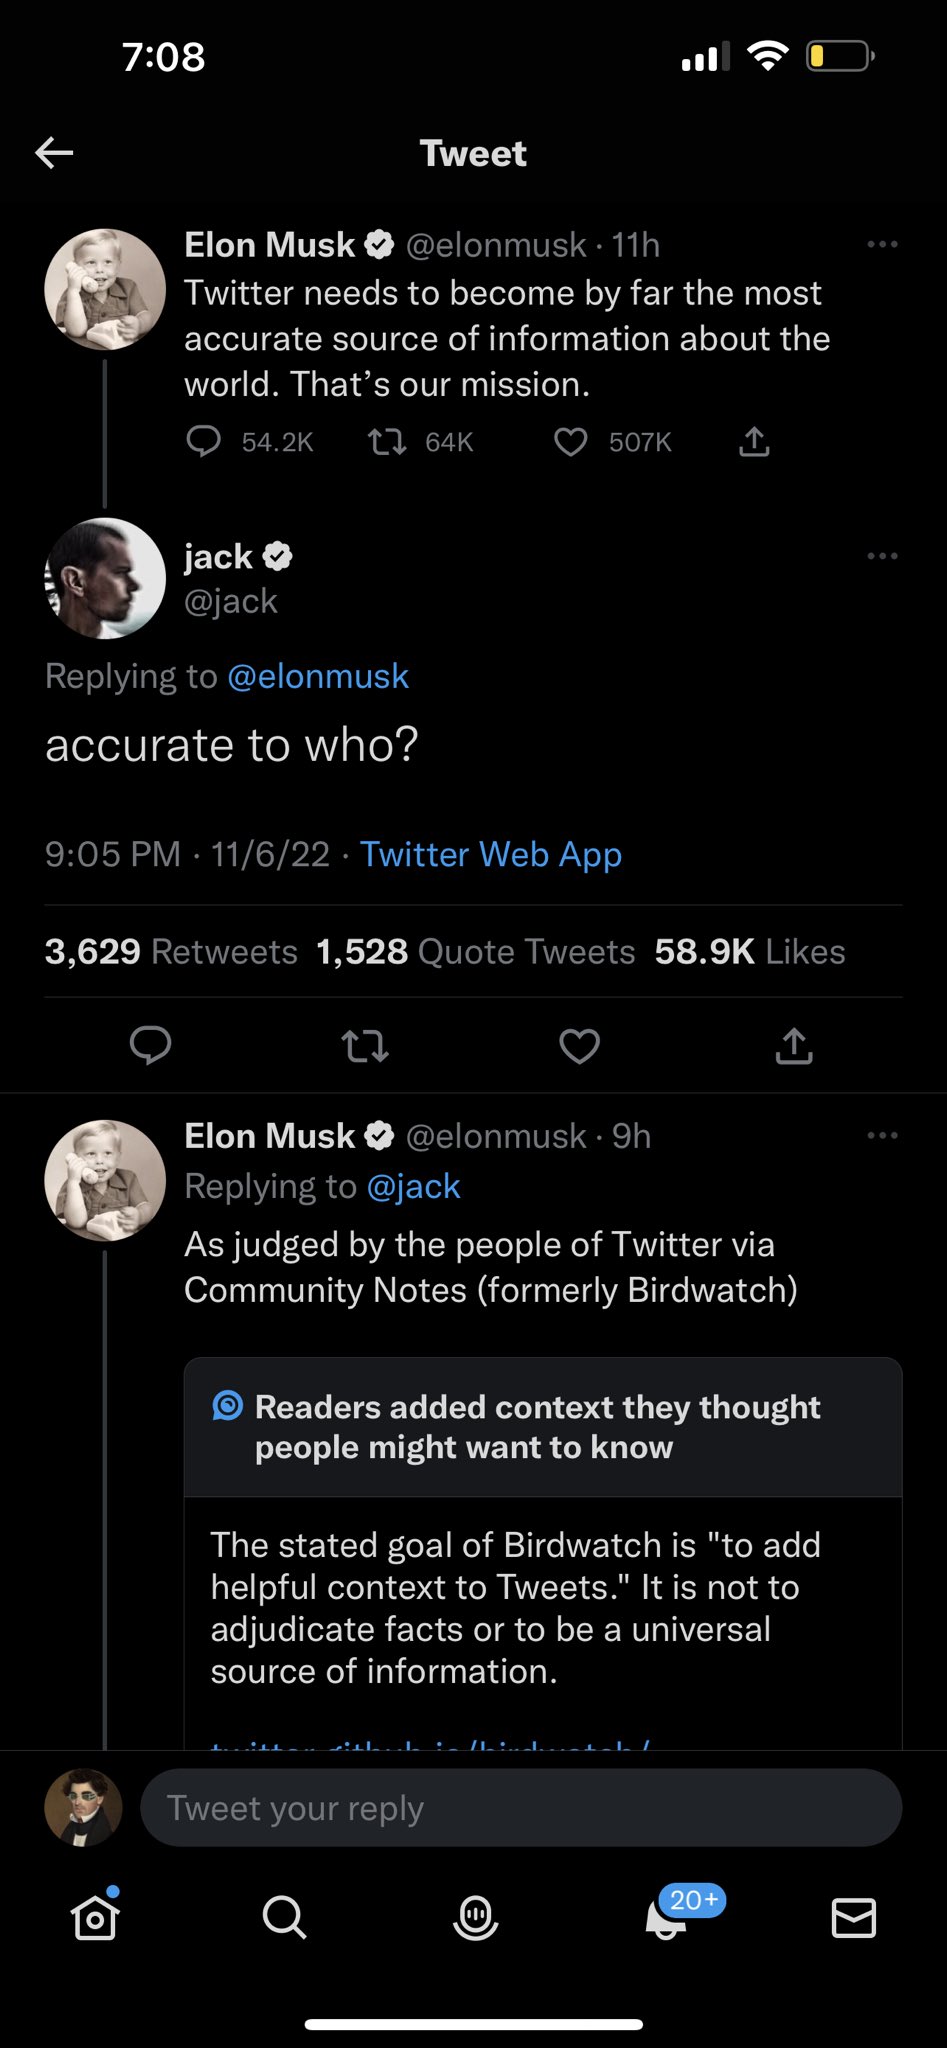 7:08
Tweet
Elon Musk @elonmusk · 11h
Twitter needs to become by far the most
accurate source of information about the
world. That’s our mission.
54.2K 64K 507K
jack
@jack
Replying to @elonmusk
accurate to who?
9:05 PM · 11/6/22 · Twitter Web App
3,629 Retweets 1,528 Quote Tweets 58.9K Likes
Elon Musk @elonmusk · 9h
Replying to @jack
As judged by the people of Twitter via
Community Notes (formerly Birdwatch)
Readers added context they thought
people might want to know
The stated goal of Birdwatch is "to add
helpful context to Tweets." It is not to
adjudicate facts or to be a universal
source of information.
twitter.github.io/birdwatch/
Tweet your reply
20+